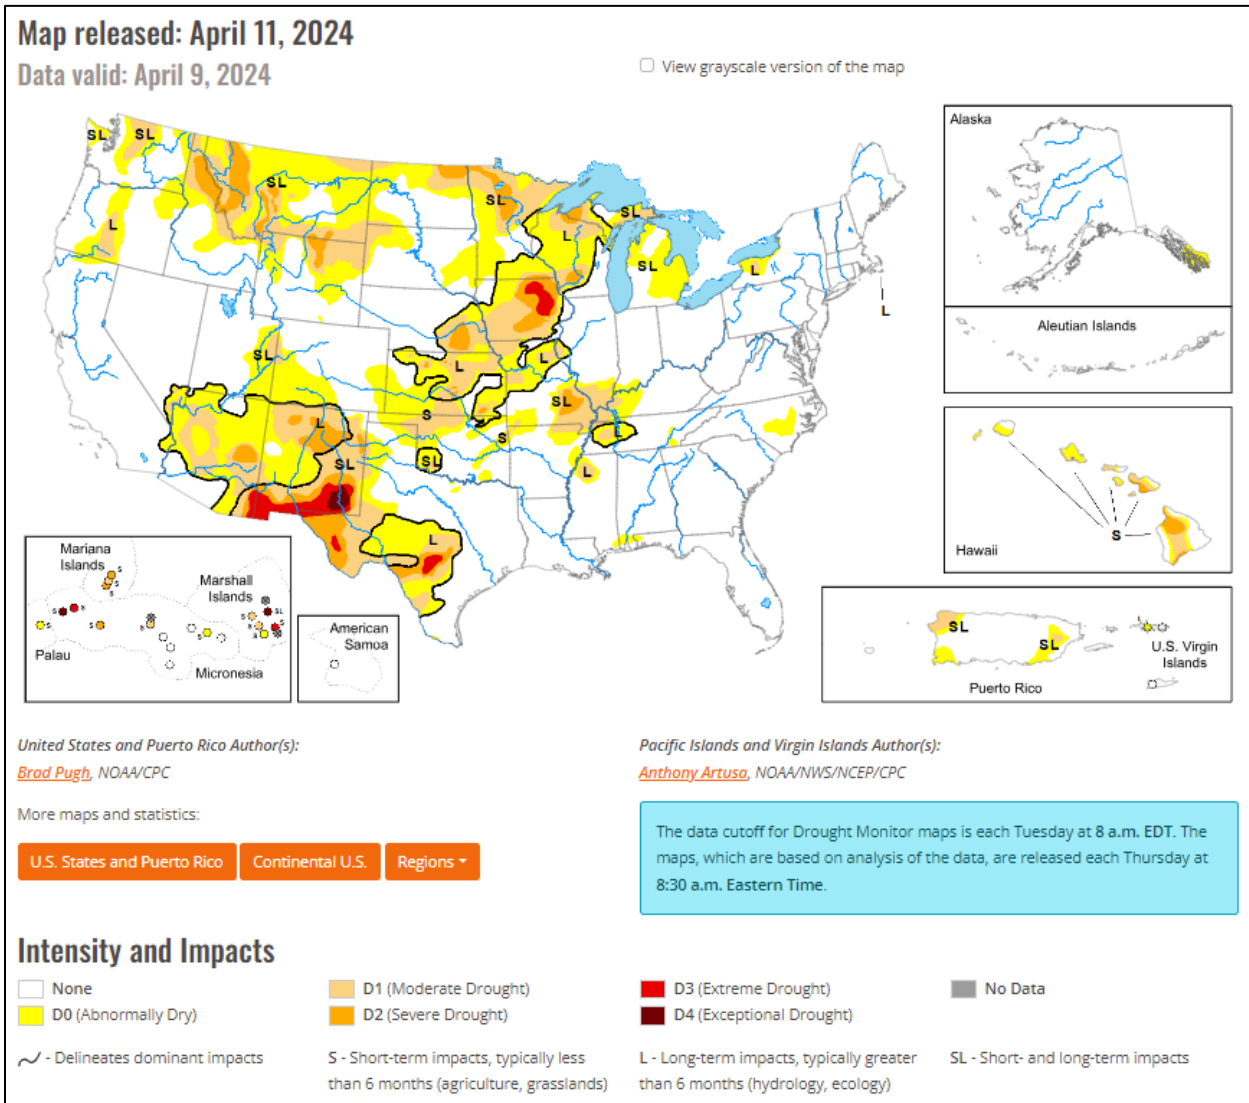 Map released: April 11, 2024
Data valid: April 9, 2024
View grayscale version of the map
SL
SL
SL
L
SL
SL
L
SL
L
L
SL
L
L
S
SL
S
L
SL
SL
L
L
L
L
Alaska
Aleutian Islands
Hawaii
S
Mariana
Islands
S
S
S
Marshall
Islands
S
S
S
S
S
S
SL
S
S
S
Palau
Micronesia
American
Samoa
SL
SL
Puerto Rico
U.S. Virgin
Islands
United States and Puerto Rico Author(s):
Brad Pugh, NOAA/CPC
Pacific Islands and Virgin Islands Author(s):
Anthony Artusa, NOAA/NWS/NCEP/CPC
More maps and statistics:
U.S. States and Puerto Rico
Continental U.S.
Regions
The data cutoff for Drought Monitor maps is each Tuesday at 8 a.m. EDT. The
maps, which are based on analysis of the data, are released each Thursday at
8:30 a.m. Eastern Time.
Intensity and Impacts
None
D1 (Moderate Drought)
D3 (Extreme Drought)
No Data
D0 (Abnormally Dry)
D2 (Severe Drought)
D4 (Exceptional Drought)
- Delineates dominant impacts
S - Short-term impacts, typically less
than 6 months (agriculture, grasslands)
L - Long-term impacts, typically greater
than 6 months (hydrology, ecology)
SL - Short- and long-term impacts